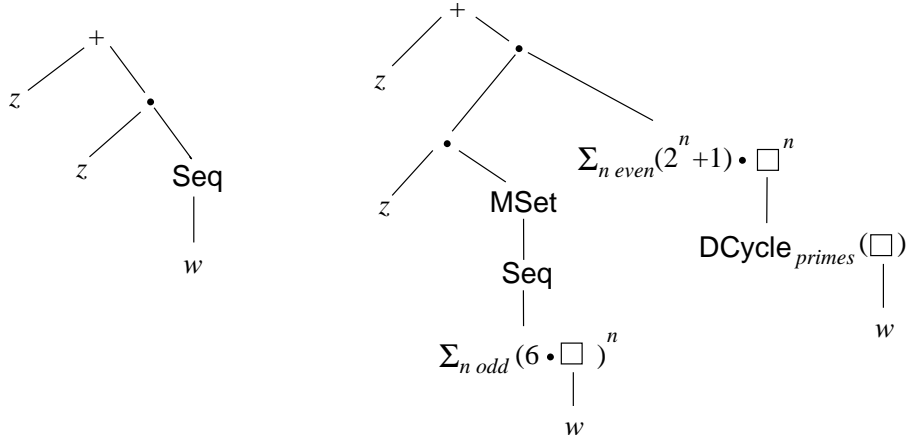 +
z
•
z
Seq
w
+
z
•
•
Σ_{n even}(2^n+1) • □^n
z
MSet
DCycle_{primes}(□)
Seq
w
Σ_{n odd}(6 • □)^n
w